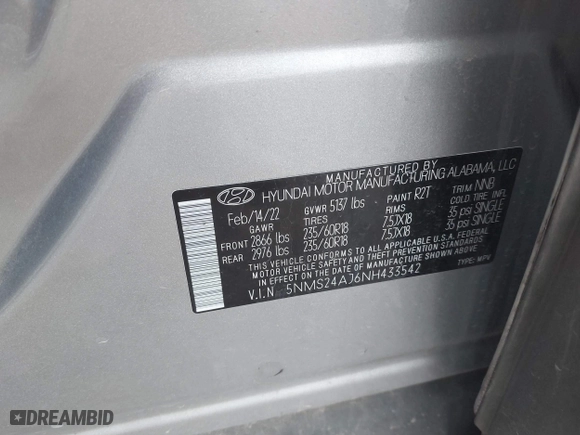 MANUFACTURED BY
HYUNDAI MOTOR MANUFACTURING ALABAMA, LLC
Feb/14/22 GVWR 5137 lbs PAINT R2T TRIM NNB
GAWR TIRES RIMS COLD TIRE INFL
FRONT 2866 lbs 235/60R18 7.5JX18 35 psi SINGLE
REAR 2976 lbs 235/60R18 7.5JX18 35 psi SINGLE
THIS VEHICLE CONFORMS TO ALL APPLICABLE U.S.A. FEDERAL
MOTOR VEHICLE SAFETY, BUMPER, AND THEFT PREVENTION STANDARDS
IN EFFECT ON THE DATE OF MANUFACTURE SHOWN ABOVE.
V.I.N 5NMS24AJ6NH433542 TYPE: MPV
DREAMBID